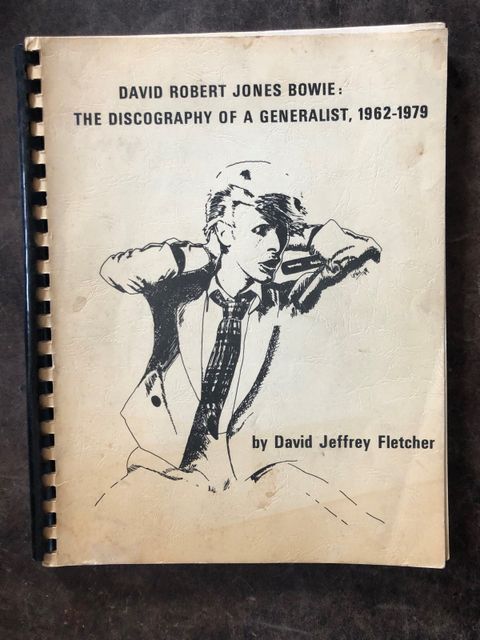 DAVID ROBERT JONES BOWIE:
THE DISCOGRAPHY OF A GENERALIST, 1962-1979
by David Jeffrey Fletcher